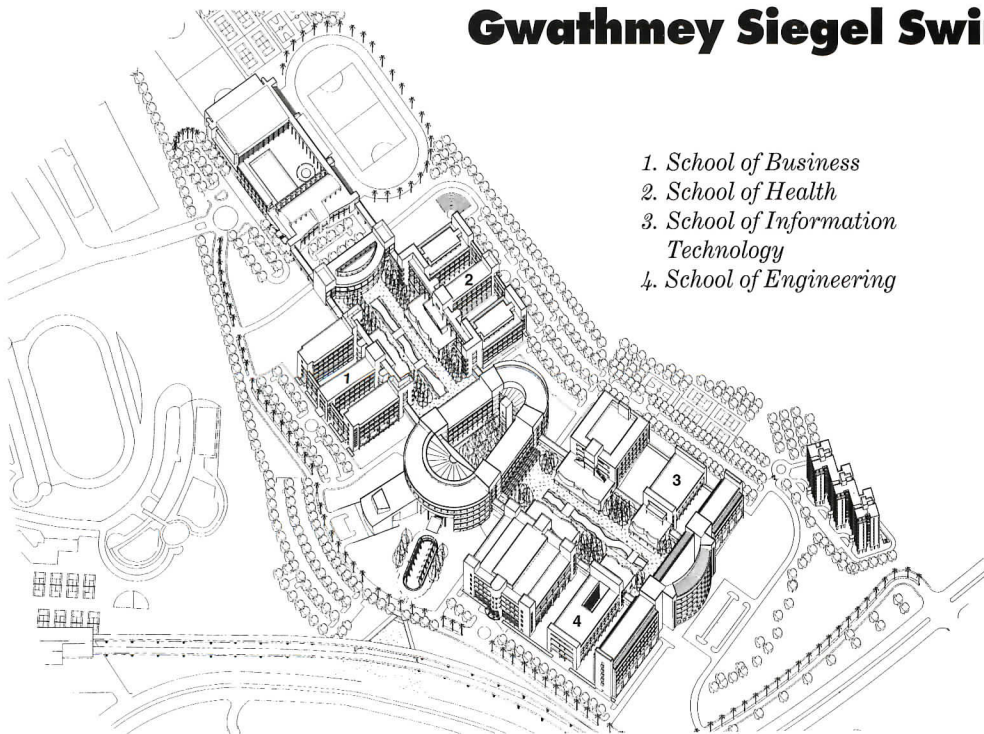 Gwathmey Siegel
1. School of Business
2. School of Health
3. School of Information
Technology
4. School of Engineering
2
1
3
4